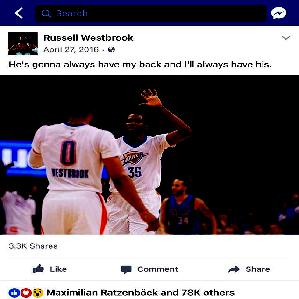 Search
Russell Westbrook
April 27, 2016 ·
He's gonna always have my back and I'll always have his.
0
WESTBROOK
35
34
3.3K Shares
Like
Comment
Share
Maximilian Ratzenböck and 78K others